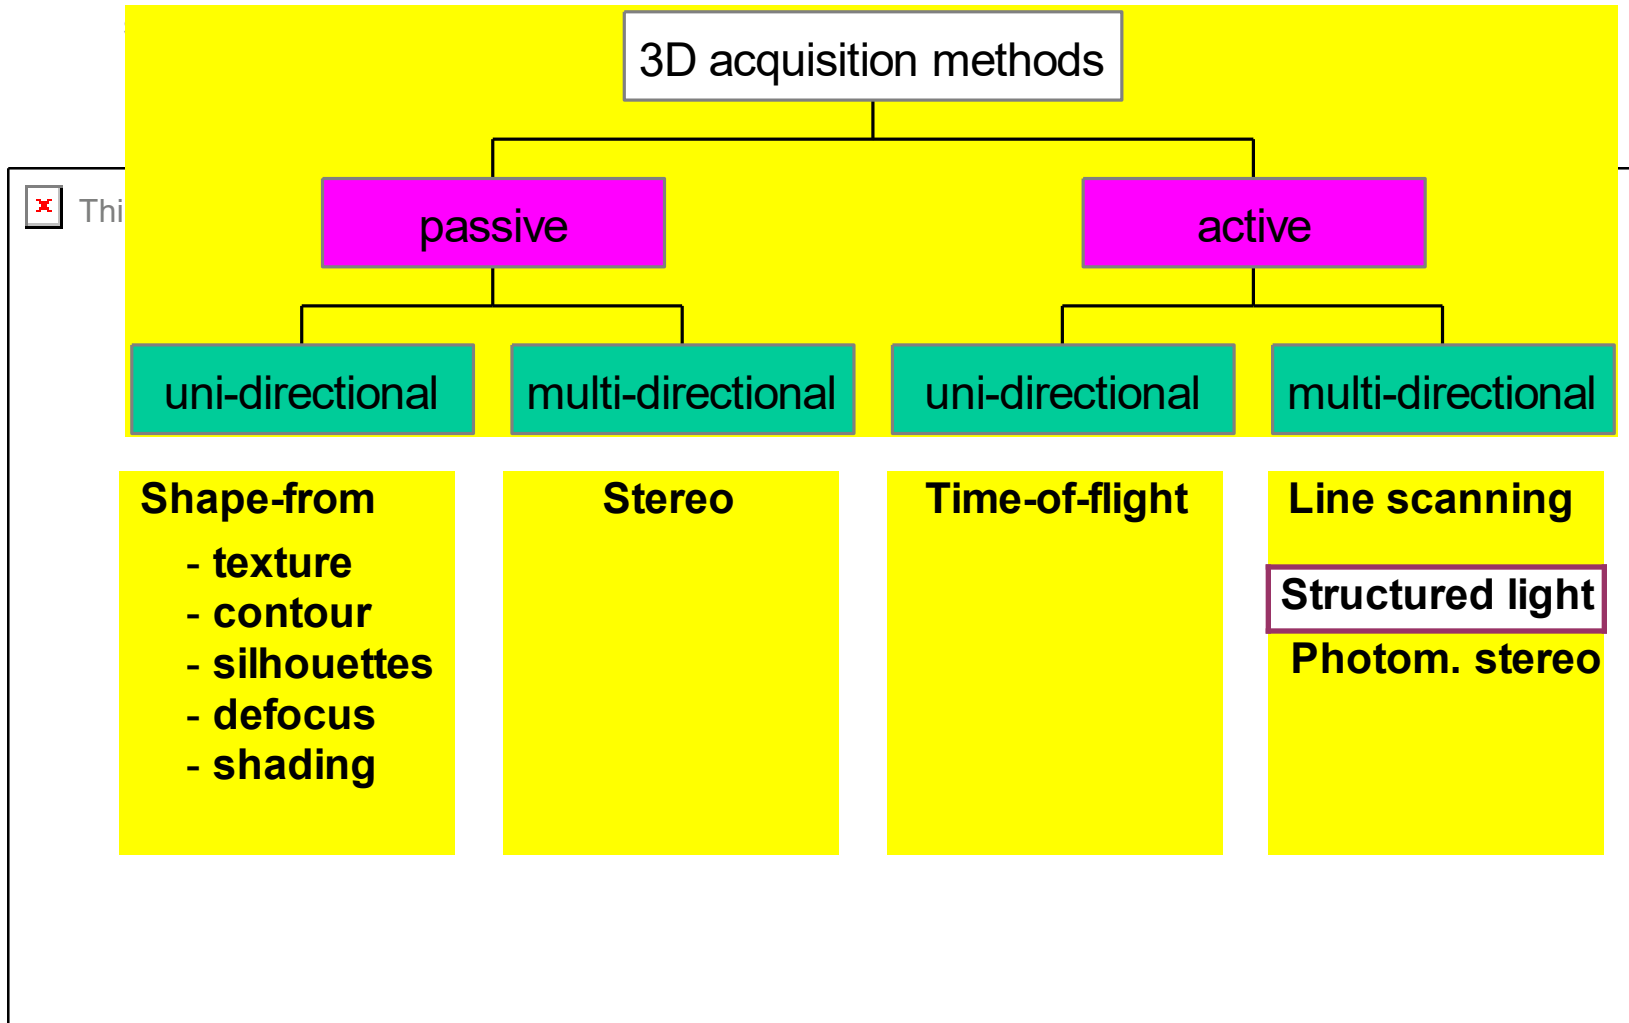 3D acquisition methods
Thi
passive
active
uni-directional
multi-directional
uni-directional
multi-directional
Shape-from
- texture
- contour
- silhouettes
- defocus
- shading
Stereo
Time-of-flight
Line scanning
Structured light
Photom. stereo